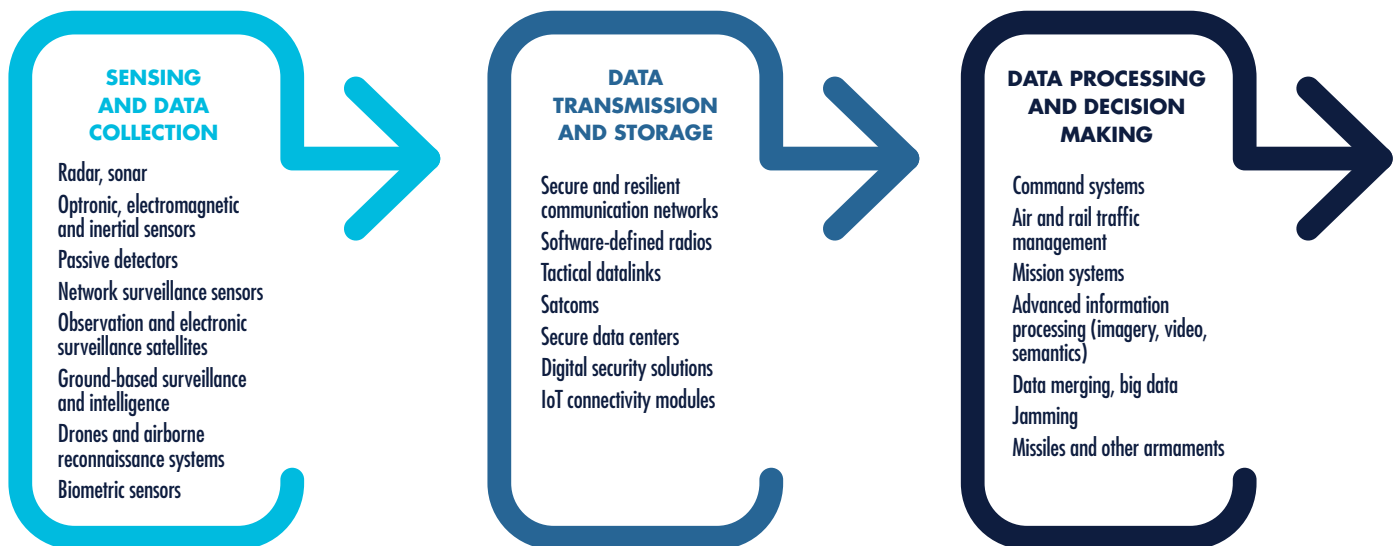 SENSING
AND DATA
COLLECTION
Radar, sonar
Optronic, electromagnetic
and inertial sensors
Passive detectors
Network surveillance sensors
Observation and electronic
surveillance satellites
Ground-based surveillance
and intelligence
Drones and airborne
reconnaissance systems
Biometric sensors
DATA
TRANSMISSION
AND STORAGE
Secure and resilient
communication networks
Software-defined radios
Tactical datalinks
Satcoms
Secure data centers
Digital security solutions
IoT connectivity modules
DATA PROCESSING
AND DECISION
MAKING
Command systems
Air and rail traffic
management
Mission systems
Advanced information
processing (imagery, video,
semantics)
Data merging, big data
Jamming
Missiles and other armaments